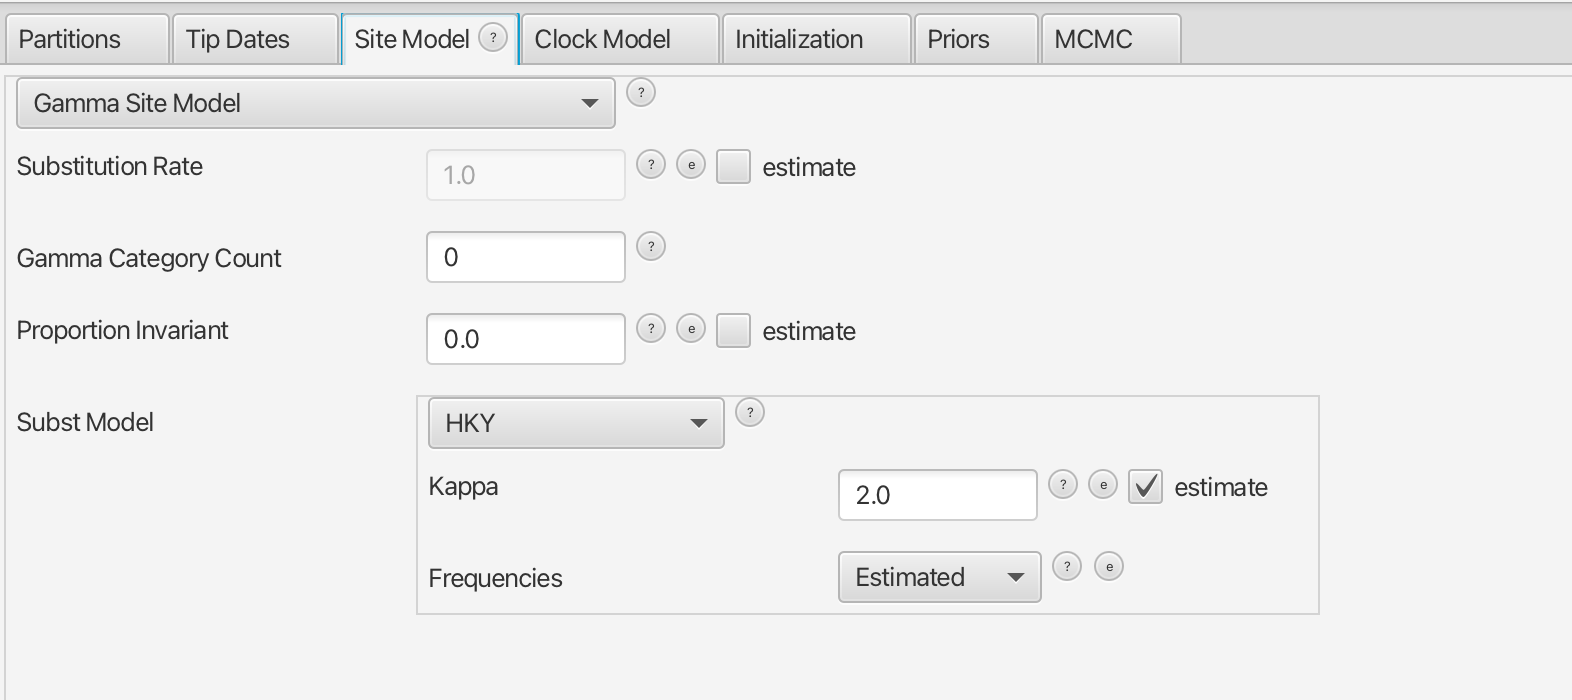 Partitions Tip Dates Site Model ? Clock Model Initialization Priors MCMC
Gamma Site Model ?
Substitution Rate 1.0 ? e estimate
Gamma Category Count 0 ?
Proportion Invariant 0.0 ? e estimate
Subst Model HKY ?
Kappa 2.0 ? e estimate
Frequencies Estimated ? e